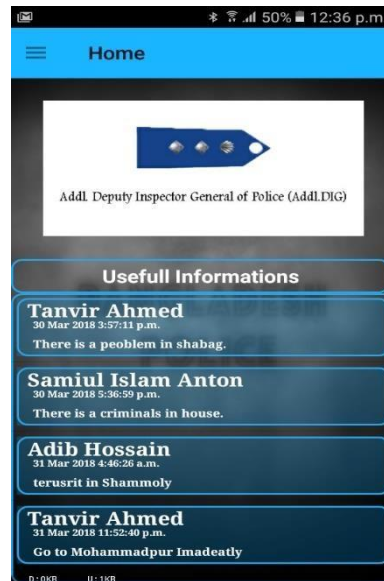 50% 12:36 p.m
Home
Addl. Deputy Inspector General of Police (Addl.DIG)
Usefull Informations
Tanvir Ahmed
30 Mar 2018 3:57:11 p.m.
There is a peoblem in shabag.
Samiul Islam Anton
30 Mar 2018 5:36:59 p.m.
There is a criminals in house.
Adib Hossain
31 Mar 2018 4:46:26 a.m.
terusrit in Shammoly
Tanvir Ahmed
31 Mar 2018 11:52:40 p.m.
Go to Mohammadpur Imadeatly
D: 0KB U: 1KB